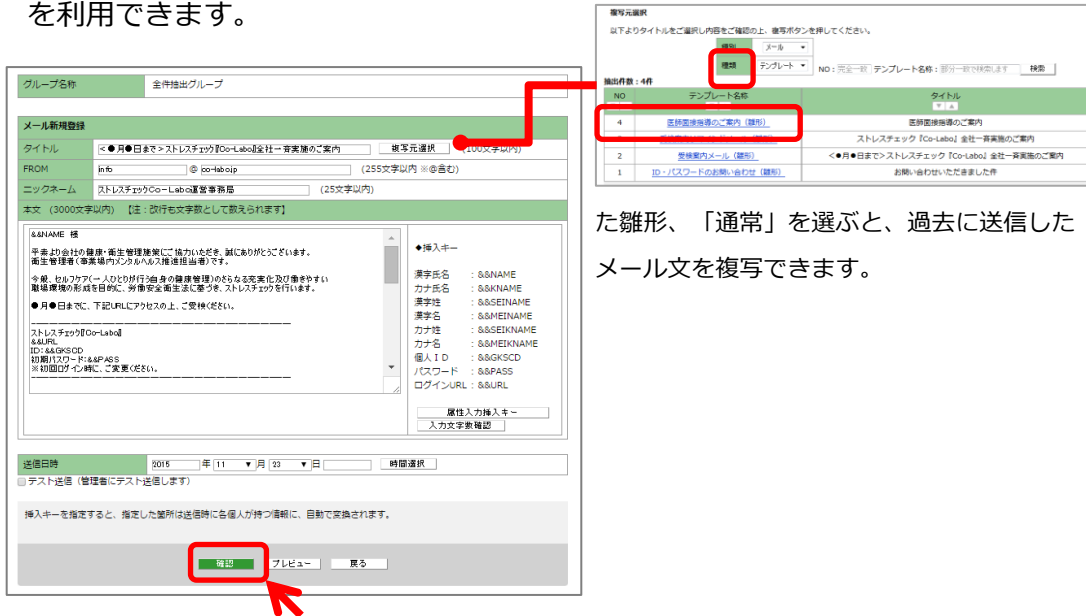 を利用できます。
グループ名称 全件抽出グループ
メール新規登録
タイトル <●月●日まで>ストレスチェック『Co-Labo』全社一斉実施のご案内 複写元選択 (100文字以内)
FROM info @ co-labo.jp (255文字以内 ※@含む)
ニックネーム ストレスチェックCo-Labo運営事務局 (25文字以内)
本文 (3000文字以内) 【注：改行も文字数として数えられます】
&&NAME 様
平素より会社の健康・衛生管理施策にご協力いただき、誠にありがとうございます。
衛生管理者(事業場内メンタルヘルス推進担当者)です。
今般、セルフケア(一人ひとりが行う自身の健康管理)のさらなる充実化及び働きやすい
職場環境の形成を目的に、労働安全衛生法に基づき、ストレスチェックを行います。
●月●日までに、下記URLにアクセスの上、ご受検ください。
ストレスチェック『Co-Labo』
&&URL
ID:&&GKSCD
初期パスワード:&&PASS
※初回ログイン時に、ご変更ください。
◆挿入キー
漢字氏名 : &&NAME
カナ氏名 : &&KNAME
漢字姓 : &&SEINAME
漢字名 : &&MEINAME
カナ姓 : &&SEIKNAME
カナ名 : &&MEIKNAME
個人ＩＤ : &&GKSCD
パスワード : &&PASS
ログインURL : &&URL
属性入力挿入キー
入力文字数確認
送信日時 2015 年 11 ▼月 23 ▼日 時間選択
テスト送信 (管理者にテスト送信します)
挿入キーを指定すると、指定した箇所は送信時に各個人が持つ情報に、自動で変換されます。
確認 プレビュー 戻る
複写元選択
以下よりタイトルをご選択し内容をご確認の上、複写ボタンを押してください。
種別 メール ▼
種類 テンプレート ▼ NO：完全一致 テンプレート名称：部分一致で検索します 検索
抽出件数：4件
NO テンプレート名称 タイトル
▼ ▲
4 医師面接指導のご案内（雛形） 医師面接指導のご案内
ストレスチェック『Co-Labo』全社一斉実施のご案内
2 受検案内メール（雛形） <●月●日まで>ストレスチェック『Co-Labo』全社一斉実施のご案内
1 ID・パスワードのお問い合わせ（雛形） お問い合わせいただきました件
た雛形、「通常」を選ぶと、過去に送信した
メール文を複写できます。